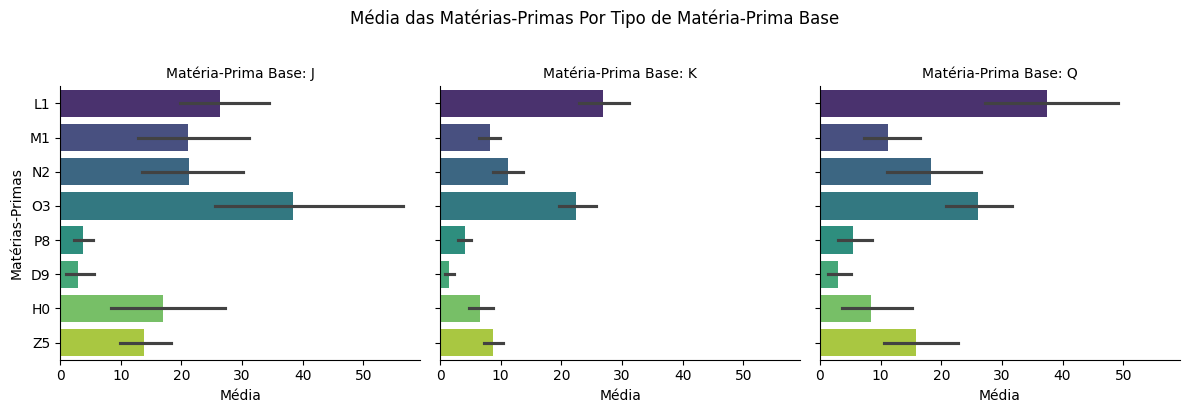 Média das Matérias-Primas Por Tipo de Matéria-Prima Base
Matéria-Prima Base: J
Matéria-Prima Base: K
Matéria-Prima Base: Q
Matérias-Primas
L1
M1
N2
O3
P8
D9
H0
Z5
0 10 20 30 40 50
0 10 20 30 40 50
0 10 20 30 40 50
Média
Média
Média